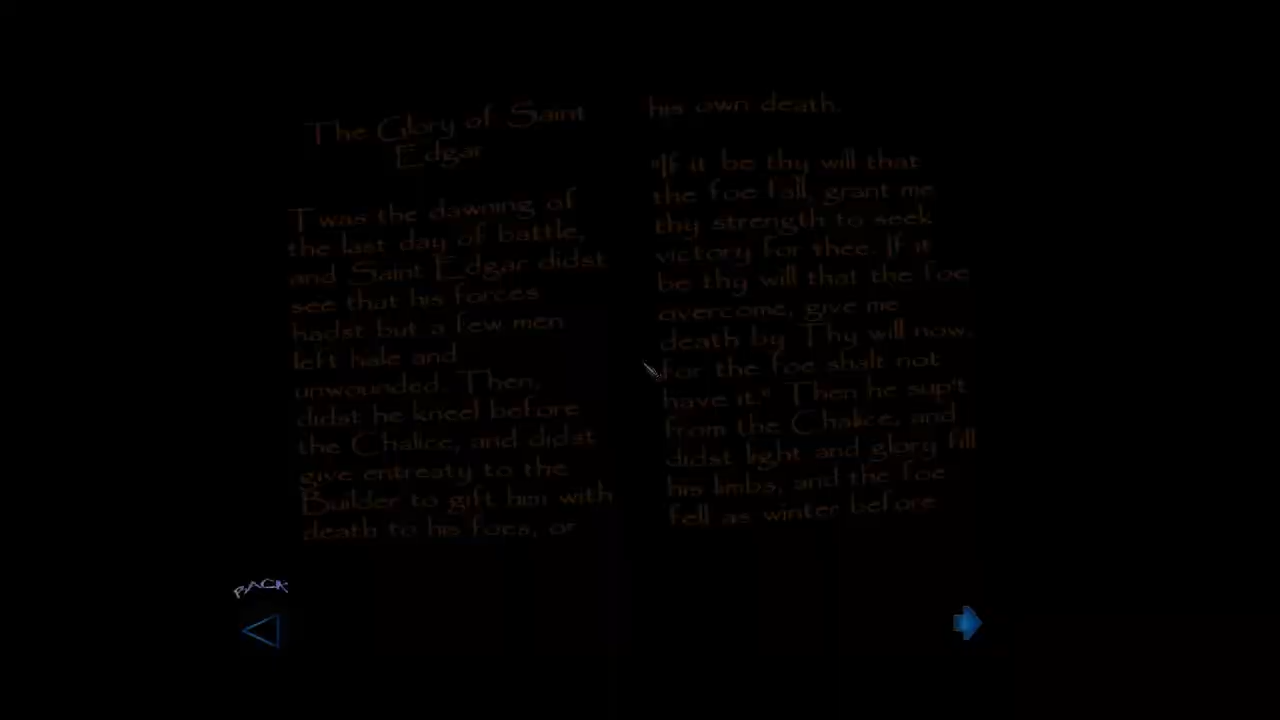 The Glory of Saint
Edgar
T was the dawning of
the last day of battle,
and Saint Edgar didst
see that his forces
hadst but a few men
left hale and
unwounded. Then,
didst he kneel before
the Chalice, and didst
give entreaty to the
Builder to gift him with
death to his foes, or
his own death.
"If it be thy will that
the foe fall, grant me
thy strength to seek
victory for thee. If it
be thy will that the foe
overcome, give me
death by Thy will now,
for the foe shalt not
have it." Then he sup't
from the Chalice, and
didst light and glory fill
his limbs, and the foe
fell as winter before
BACK